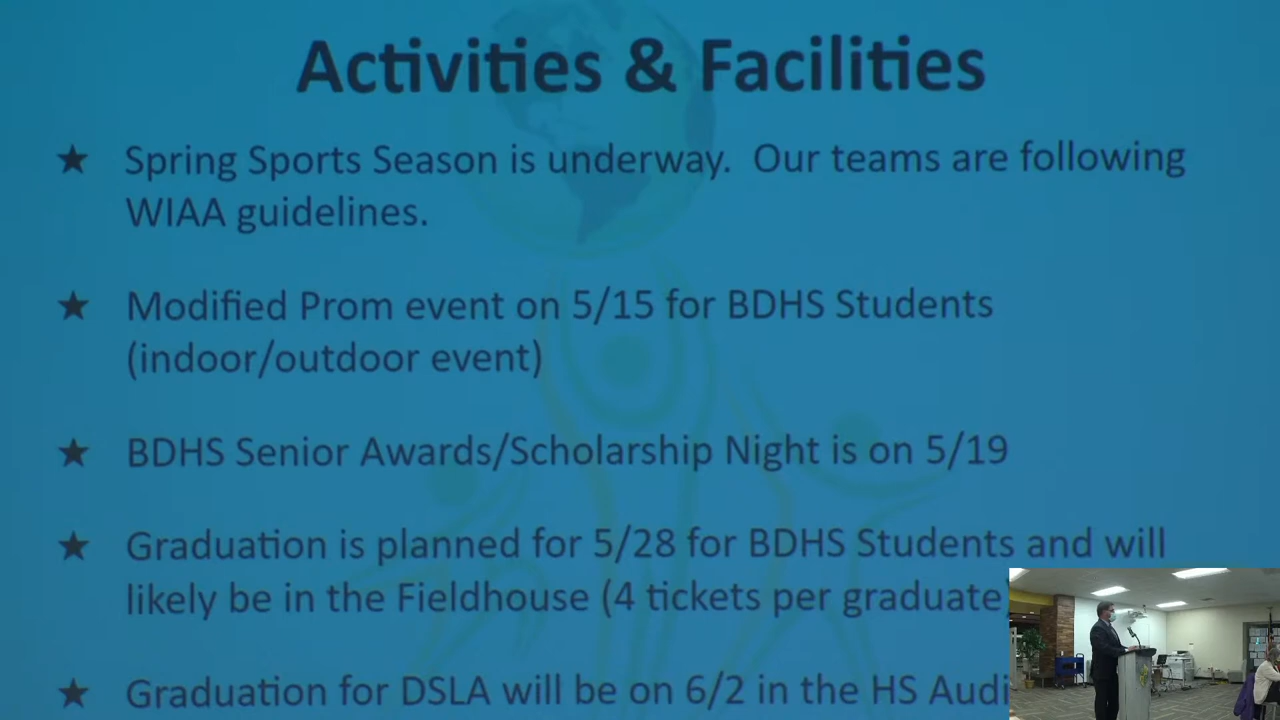 Activities & Facilities
★ Spring Sports Season is underway. Our teams are following
WIAA guidelines.
★ Modified Prom event on 5/15 for BDHS Students
(indoor/outdoor event)
★ BDHS Senior Awards/Scholarship Night is on 5/19
★ Graduation is planned for 5/28 for BDHS Students and will
likely be in the Fieldhouse (4 tickets per graduate)
★ Graduation for DSLA will be on 6/2 in the HS Audi